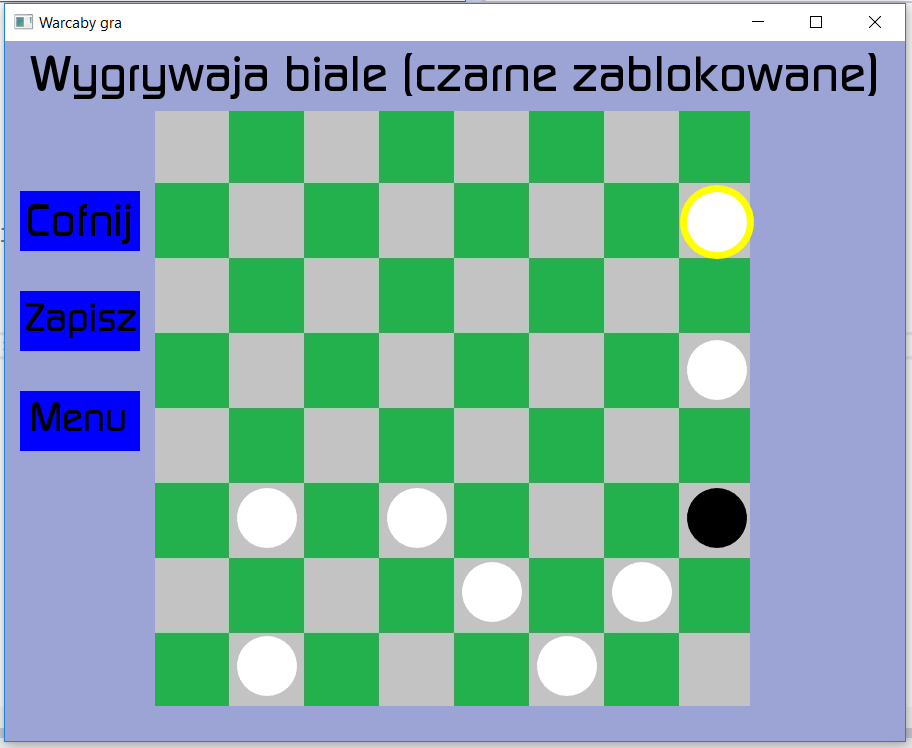 Warcaby gra
Wygrywaja biale (czarne zablokowane)
Cofnij
Zapisz
Menu